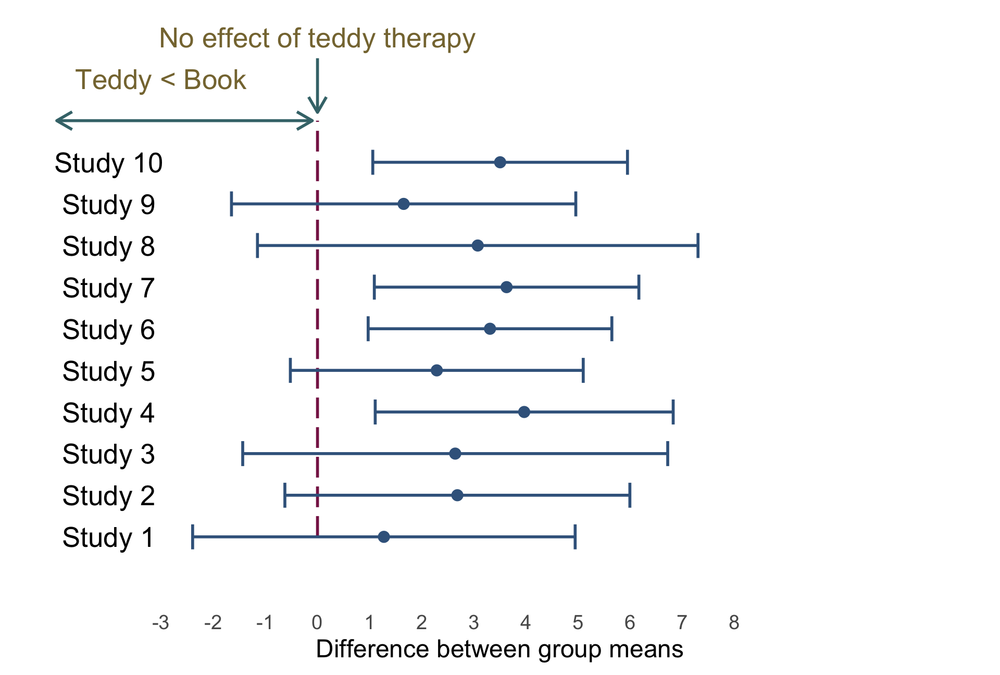 No effect of teddy therapy
Teddy < Book
Study 10
Study 9
Study 8
Study 7
Study 6
Study 5
Study 4
Study 3
Study 2
Study 1
-3 -2 -1 0 1 2 3 4 5 6 7 8
Difference between group means